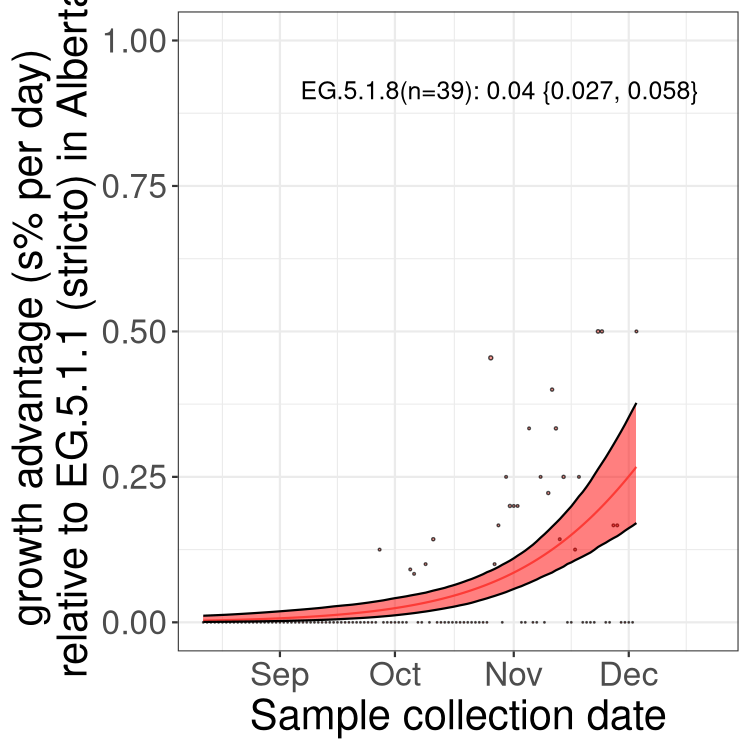 growth advantage (s% per day)
relative to EG.5.1.1 (stricto) in Alberta
1.00
0.75
0.50
0.25
0.00
EG.5.1.8(n=39): 0.04 {0.027, 0.058}
Sep Oct Nov Dec
Sample collection date